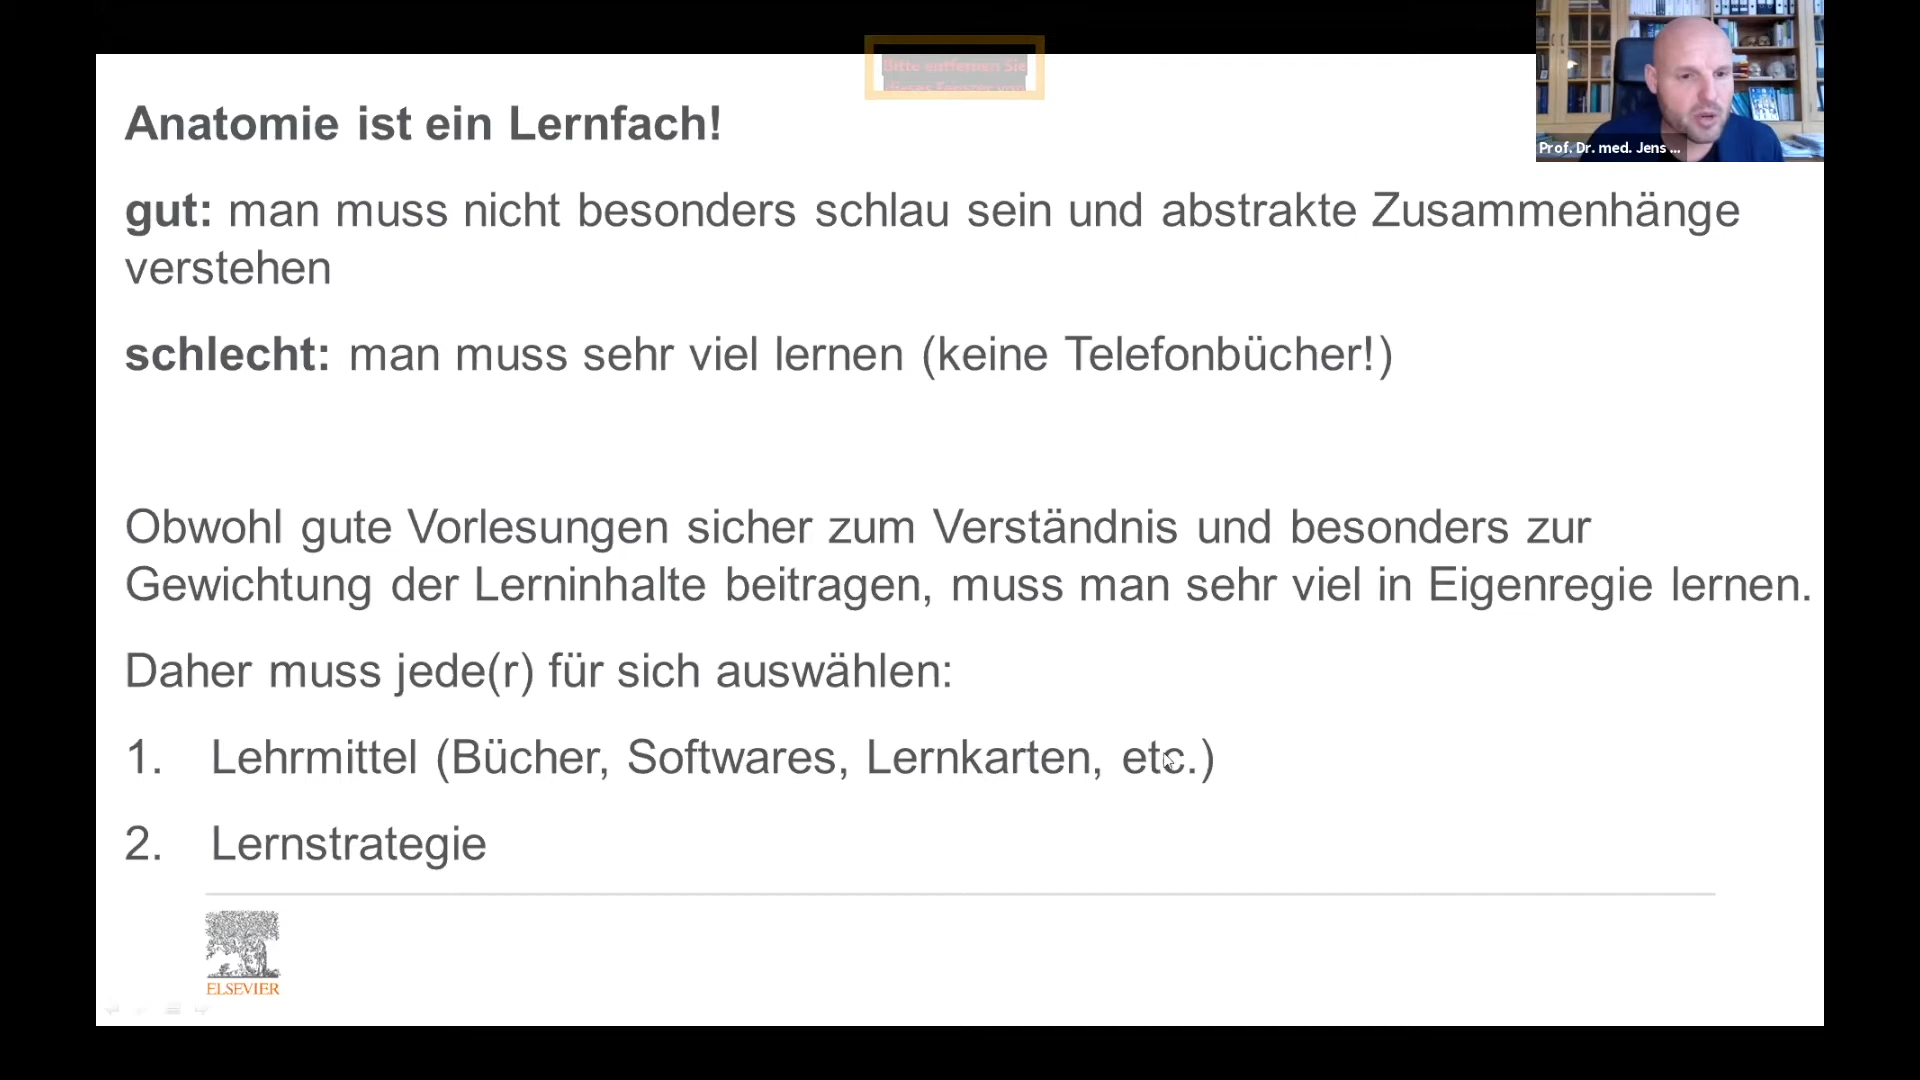 Bitte entfernen Sie
Prof. Dr. med. Jens ...
Anatomie ist ein Lernfach!
gut: man muss nicht besonders schlau sein und abstrakte Zusammenhänge
verstehen
schlecht: man muss sehr viel lernen (keine Telefonbücher!)
Obwohl gute Vorlesungen sicher zum Verständnis und besonders zur
Gewichtung der Lerninhalte beitragen, muss man sehr viel in Eigenregie lernen.
Daher muss jede(r) für sich auswählen:
1. Lehrmittel (Bücher, Softwares, Lernkarten, etc.)
2. Lernstrategie
ELSEVIER